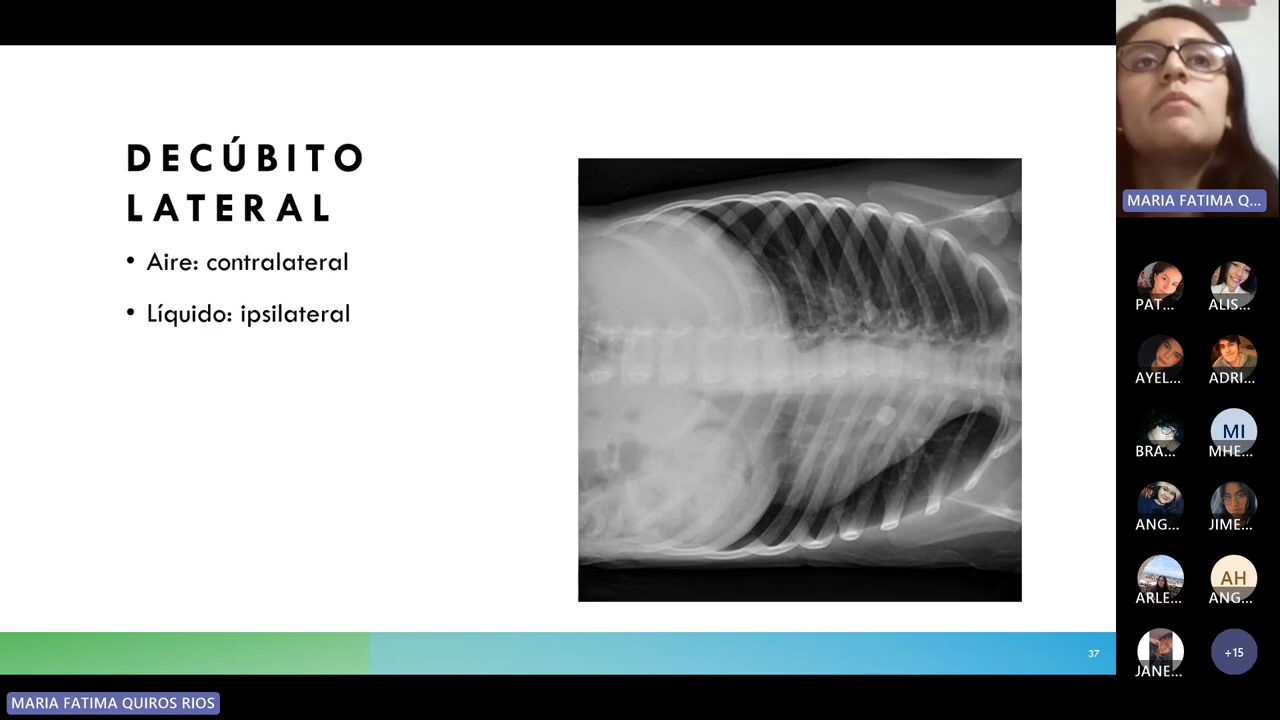 DECÚBITO
LATERAL
• Aire: contralateral
• Líquido: ipsilateral
37
MARIA FATIMA QUIROS RIOS
MARIA FATIMA Q...
PAT...
ALIS...
AYEL...
ADRI...
BRA...
MI
MHE...
ANG...
JIME...
ARLE...
AH
ANG...
JANE...
+15